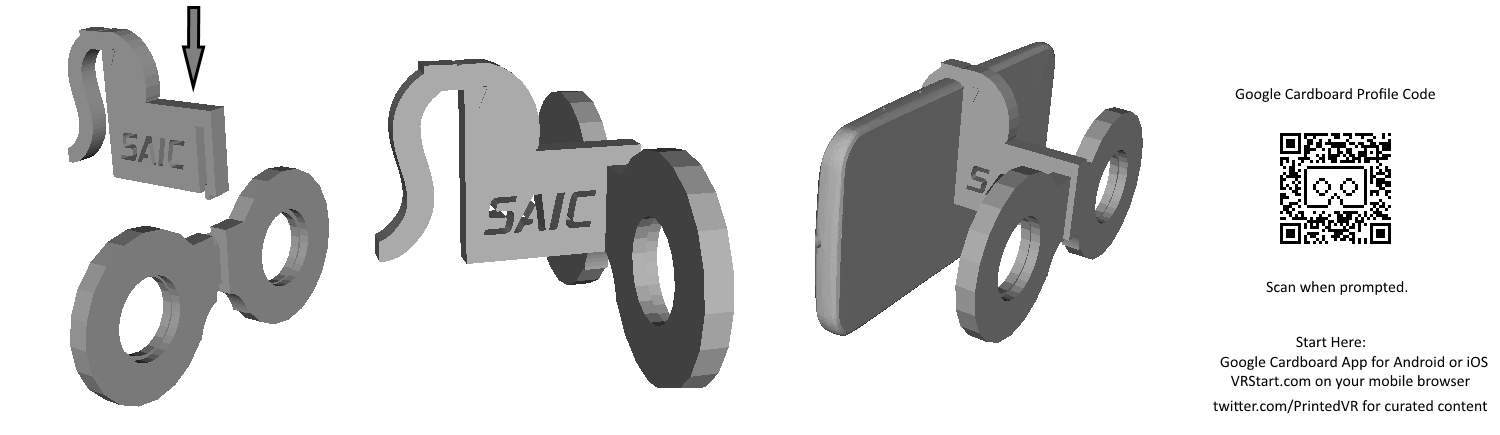 SAIC
SAIC
S
Google Cardboard Profile Code
Scan when prompted.
Start Here:
Google Cardboard App for Android or iOS
VRStart.com on your mobile browser
twitter.com/PrintedVR for curated content